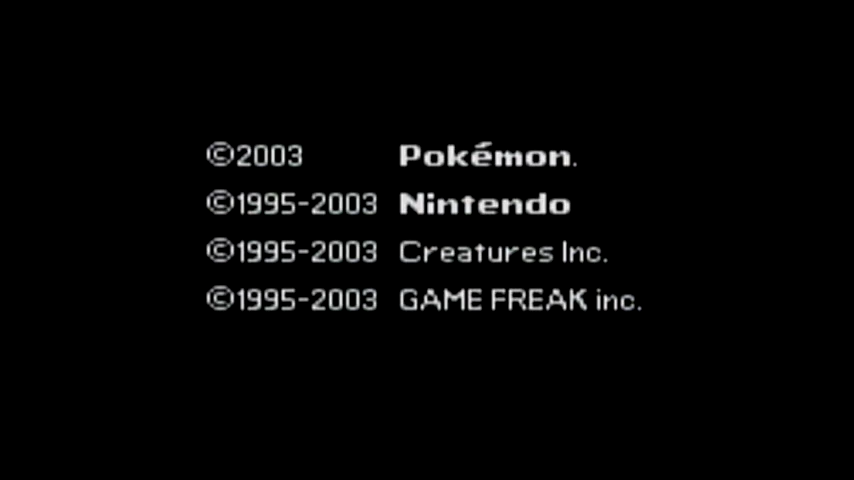 ©2003 Pokémon.
©1995-2003 Nintendo
©1995-2003 Creatures Inc.
©1995-2003 GAME FREAK inc.